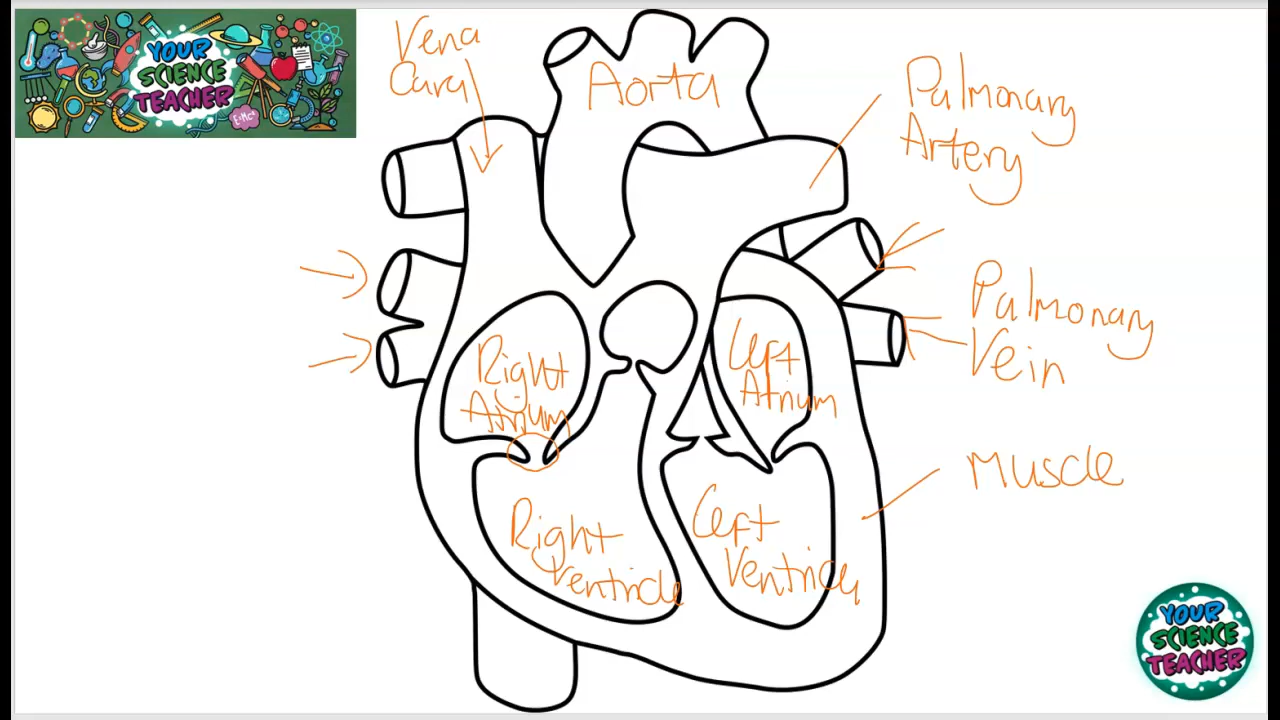 YOUR
SCIENCE
TEACHER
E=MC²
Vena
Cava
Aorta
Pulmonary
Artery
Pulmonary
Vein
Right
Atrium
Left
Atrium
Muscle
Right
Ventricle
Left
Ventricle
YOUR
SCIENCE
TEACHER